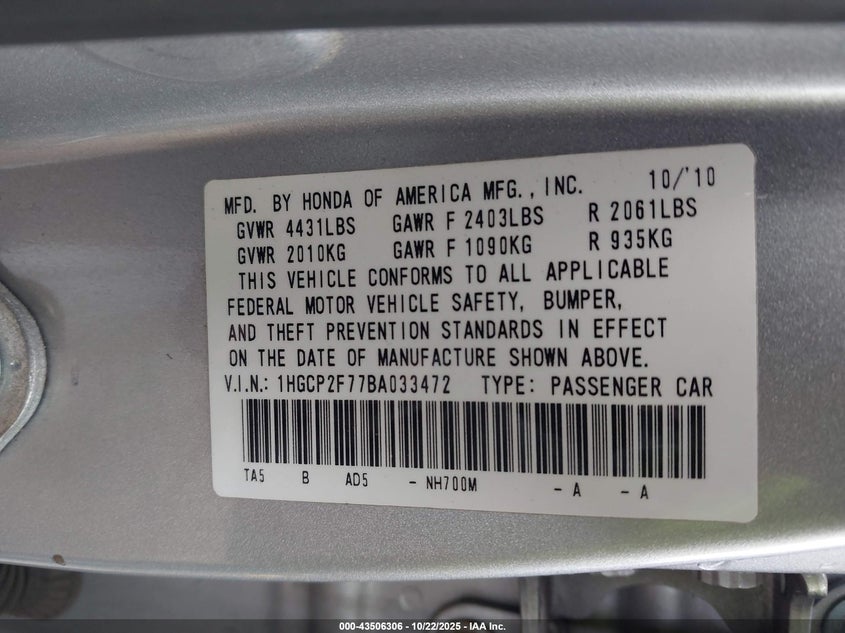 MFD. BY HONDA OF AMERICA MFG., INC. 10/'10
GVWR 4431LBS GAWR F 2403LBS R 2061LBS
GVWR 2010KG GAWR F 1090KG R 935KG
THIS VEHICLE CONFORMS TO ALL APPLICABLE
FEDERAL MOTOR VEHICLE SAFETY, BUMPER,
AND THEFT PREVENTION STANDARDS IN EFFECT
ON THE DATE OF MANUFACTURE SHOWN ABOVE.
V.I.N.: 1HGCP2F77BA033472 TYPE: PASSENGER CAR
TA5 B AD5 - NH700M - A - A
000-43506306 - 10/22/2025 - IAA Inc.